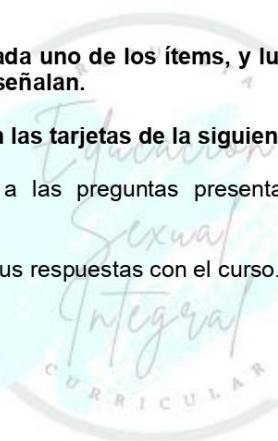 ada uno de los ítems, y lu
señalan.
n las tarjetas de la siguien
a las preguntas presenta
us respuestas con el curso.
Educación
Sexual
Integral
CURRICULAR